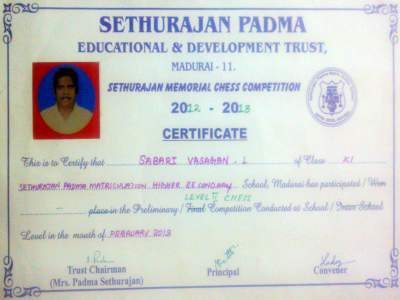 SETHURAJAN PADMA
EDUCATIONAL & DEVELOPMENT TRUST,
MADURAI - 11.
SETHURAJAN MEMORIAL CHESS COMPETITION
2012 - 2013
CERTIFICATE
This is to Certify that SABARI VASAGAN . L of Class XI
SETHURAJAN PADMA MATRICULATION HIGHER SECONDARY School, Madurai has participated / Won
LEVEL II CHESS
- place in the Preliminary / Final Competition Conducted at School / Inter School
Level in the month of FEBRUARY 2013
Trust Chairman
(Mrs. Padma Sethurajan)
Principal
Convener